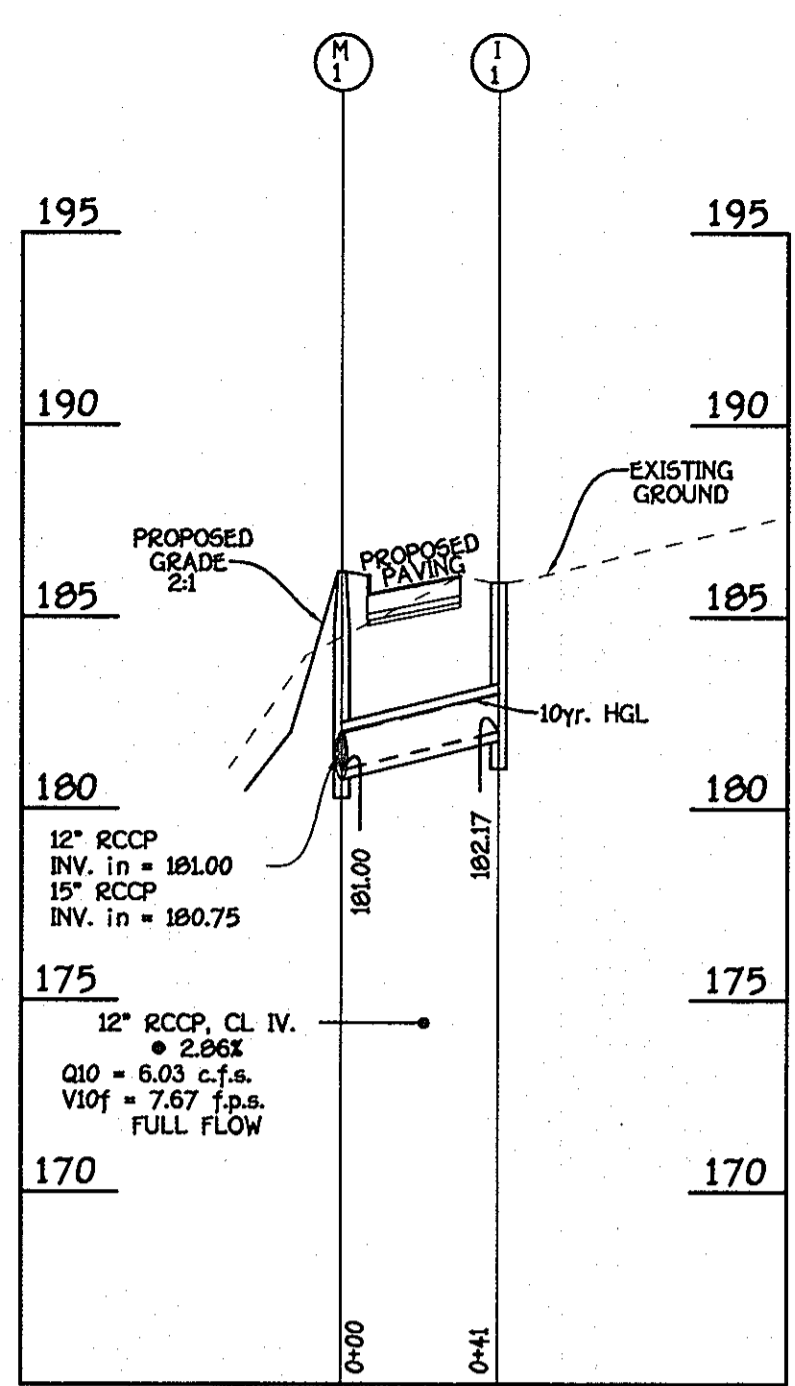 M
1
I
1
195
195
190
190
EXISTING
GROUND
PROPOSED
GRADE
2:1
PROPOSED
PAVING
185
185
10yr. HGL
180
180
12" RCCP
INV. in = 181.00
15" RCCP
INV. in = 180.75
181.00
182.17
175
175
12" RCCP, CL IV.
@ 2.86%
Q10 = 6.03 c.f.s.
V10f = 7.67 f.p.s.
FULL FLOW
170
170
0+00
0+41